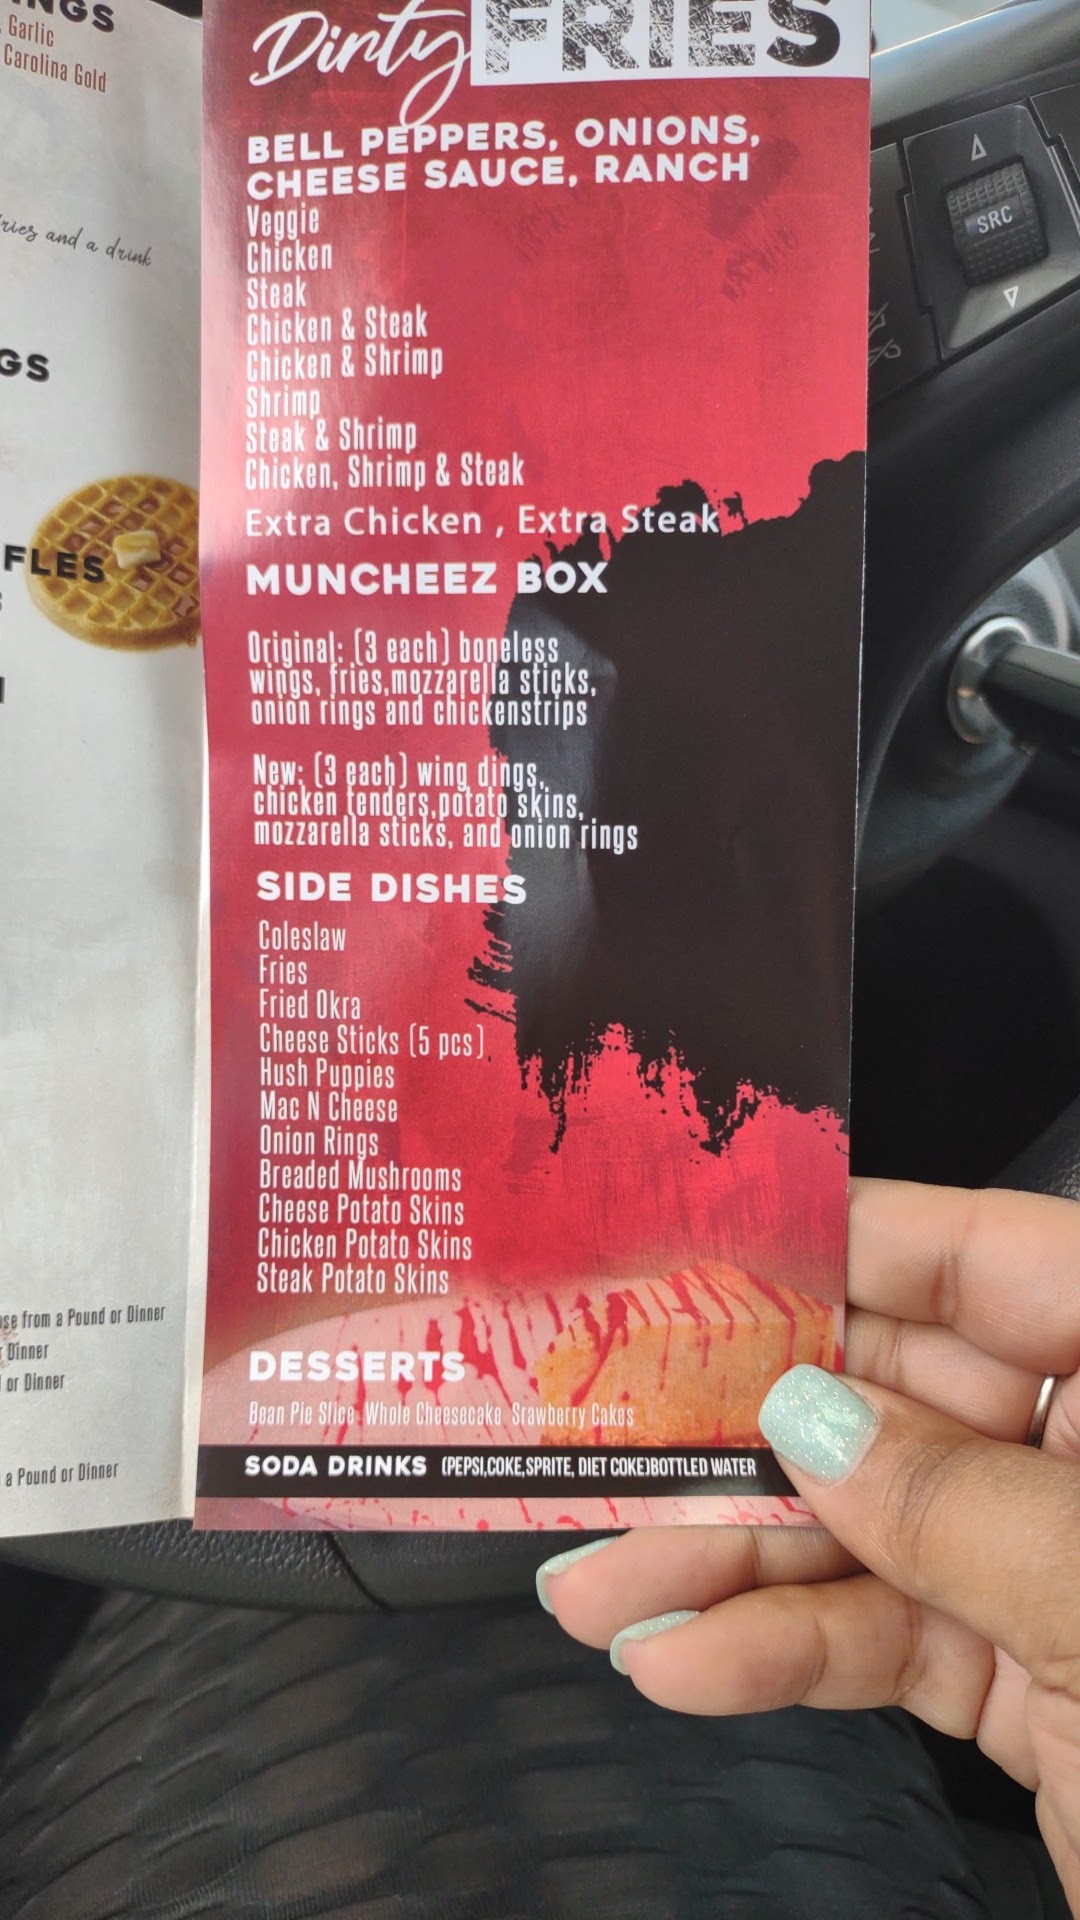 Garlic
Carolina Gold
and a drink
Dirty FRIES
BELL PEPPERS, ONIONS,
CHEESE SAUCE, RANCH
Veggie
Chicken
Steak
Chicken & Steak
Chicken & Shrimp
Shrimp
Steak & Shrimp
Chicken, Shrimp & Steak
Extra Chicken , Extra Steak
MUNCHEEZ BOX
Original: (3 each) boneless
wings, fries,mozzarella sticks,
onion rings and chickenstrips
New: (3 each) wing dings,
chicken tenders,potato skins,
mozzarella sticks, and onion rings
SIDE DISHES
Coleslaw
Fries
Fried Okra
Cheese Sticks (5 pcs)
Hush Puppies
Mac N Cheese
Onion Rings
Breaded Mushrooms
Cheese Potato Skins
Chicken Potato Skins
Steak Potato Skins
DESSERTS
Bean Pie Slice Whole Cheesecake Srawberry Cakes
SODA DRINKS (PEPSI,COKE,SPRITE, DIET COKE)BOTTLED WATER
from a Pound or Dinner
Dinner
or Dinner
a Pound or Dinner
SRC